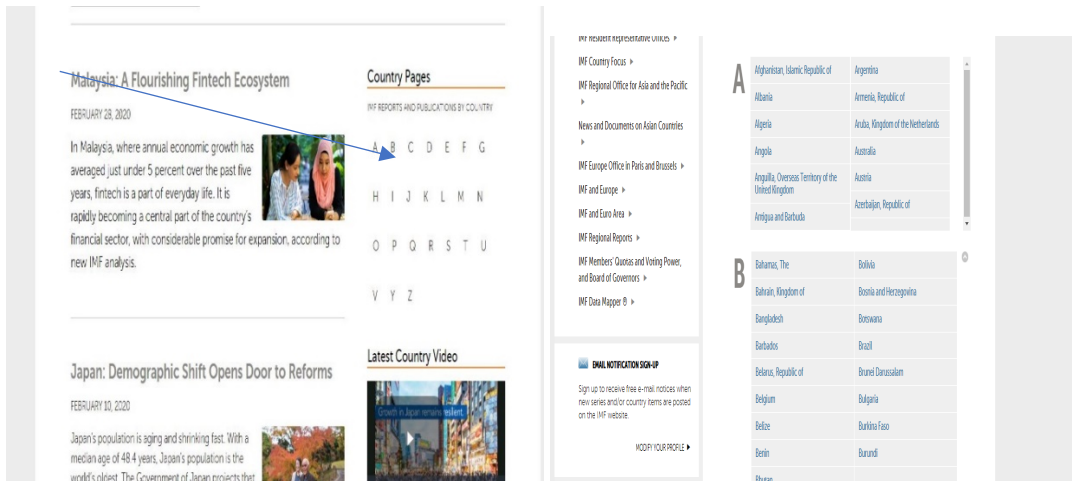 Malaysia: A Flourishing Fintech Ecosystem
FEBRUARY 28, 2020
In Malaysia, where annual economic growth has
averaged just under 5 percent over the past five
years, fintech is a part of everyday life. It is
rapidly becoming a central part of the country's
financial sector, with considerable promise for expansion, according to
new IMF analysis.
Japan: Demographic Shift Opens Door to Reforms
FEBRUARY 10, 2020
Japan's population is aging and shrinking fast. With a
median age of 48.4 years, Japan's population is the
world's oldest. The Government of Japan projects that
Country Pages
IMF REPORTS AND PUBLICATIONS BY COUNTRY
A B C D E F G
H I J K L M N
O P Q R S T U
V Y Z
Latest Country Video
Growth in Japan remains resilient.
IMF Resident Representative Offices
IMF Country Focus
IMF Regional Office for Asia and the Pacific
News and Documents on Asian Countries
IMF Europe Office in Paris and Brussels
IMF and Europe
IMF and Euro Area
IMF Regional Reports
IMF Members' Quotas and Voting Power,
and Board of Governors
IMF Data Mapper ®
EMAIL NOTIFICATION SIGN-UP
Sign up to receive free e-mail notices when
new series and/or country items are posted
on the IMF website.
MODIFY YOUR PROFILE
A
Afghanistan, Islamic Republic of
Albania
Algeria
Angola
Anguilla, Overseas Territory of the
United Kingdom
Antigua and Barbuda
Argentina
Armenia, Republic of
Aruba, Kingdom of the Netherlands
Australia
Austria
Azerbaijan, Republic of
B
Bahamas, The
Bahrain, Kingdom of
Bangladesh
Barbados
Belarus, Republic of
Belgium
Belize
Benin
Bhutan
Bolivia
Bosnia and Herzegovina
Botswana
Brazil
Brunei Darussalam
Bulgaria
Burkina Faso
Burundi